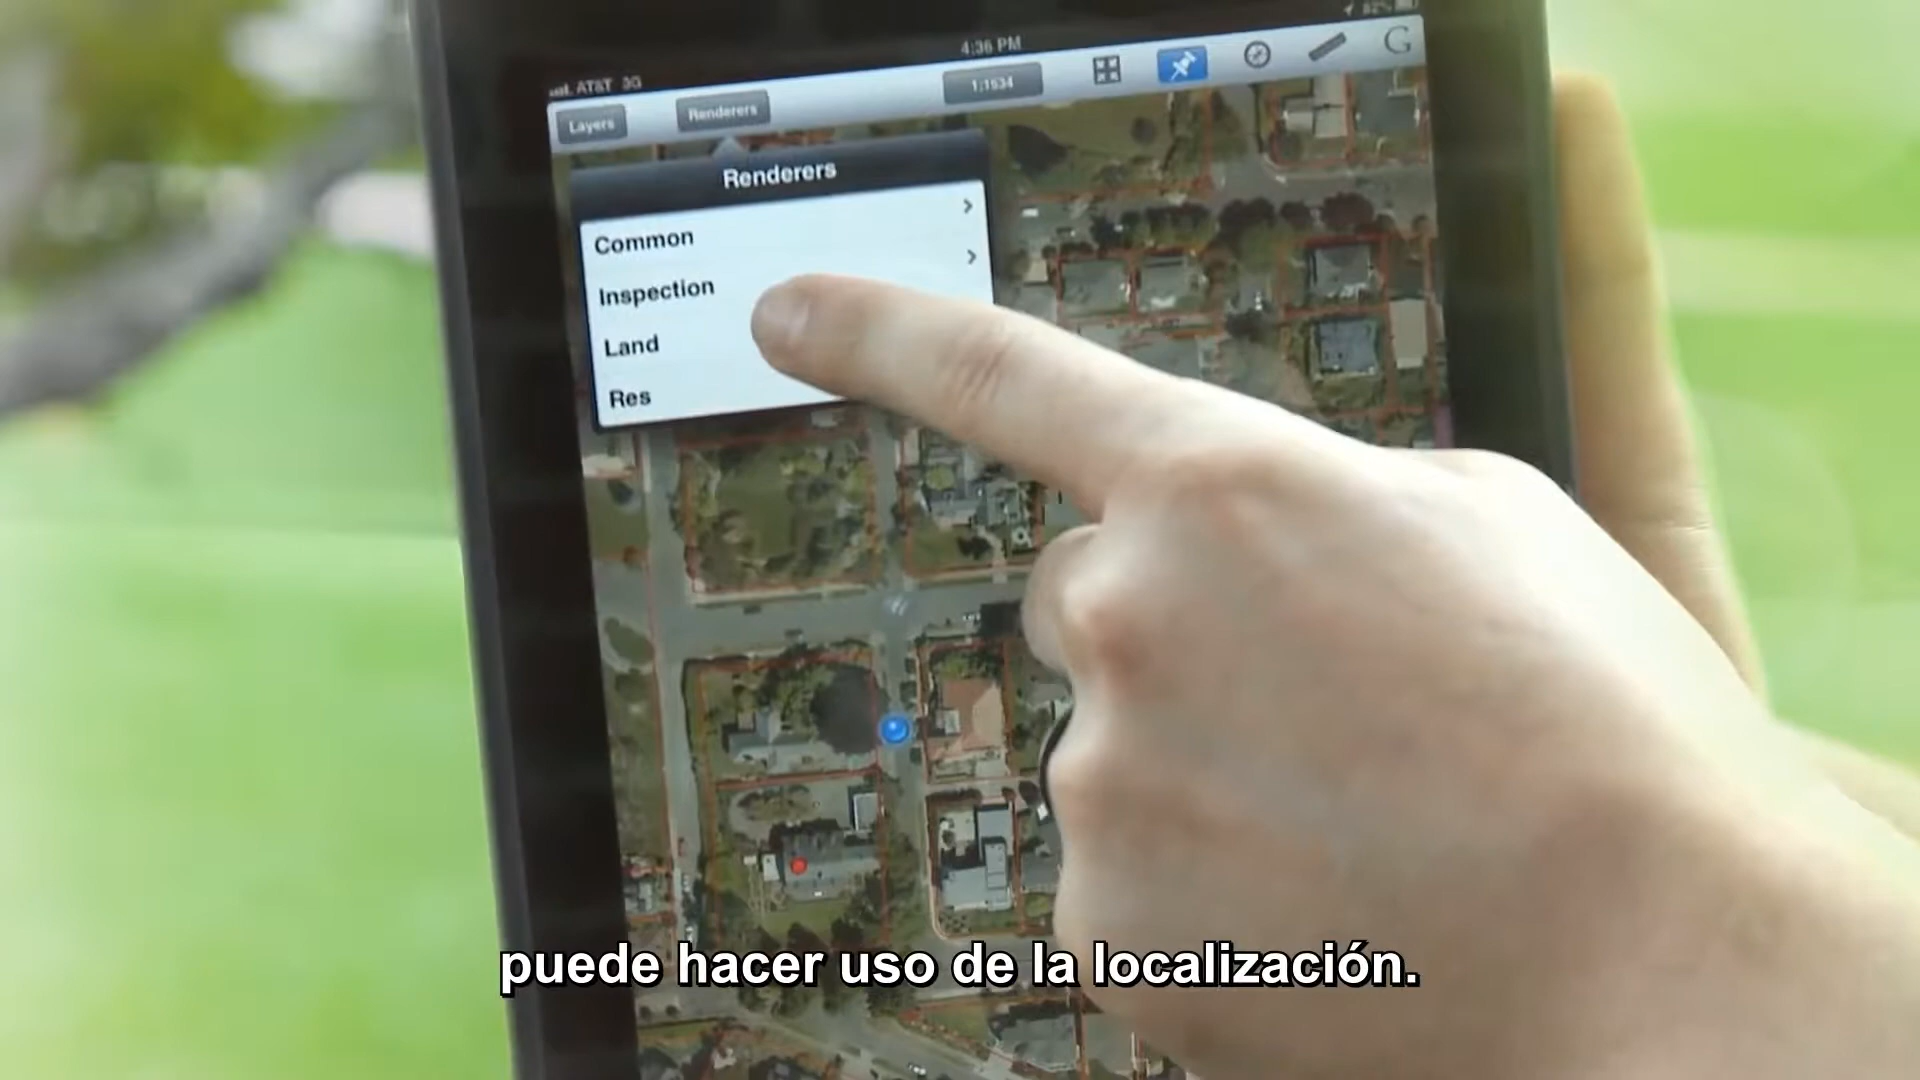 4:36 PM
82%
AT&T 3G
Layers
Renderers
1:1534
G
Renderers
Common
Inspection
Land
Res
puede hacer uso de la localización.